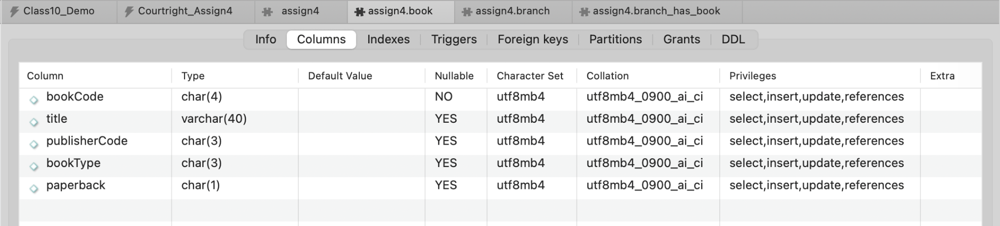 Class10_Demo Courtright_Assign4 assign4 assign4.book assign4.branch assign4.branch_has_book
Info Columns Indexes Triggers Foreign keys Partitions Grants DDL
Column Type Default Value Nullable Character Set Collation Privileges Extra
bookCode char(4) NO utf8mb4 utf8mb4_0900_ai_ci select,insert,update,references
title varchar(40) YES utf8mb4 utf8mb4_0900_ai_ci select,insert,update,references
publisherCode char(3) YES utf8mb4 utf8mb4_0900_ai_ci select,insert,update,references
bookType char(3) YES utf8mb4 utf8mb4_0900_ai_ci select,insert,update,references
paperback char(1) YES utf8mb4 utf8mb4_0900_ai_ci select,insert,update,references